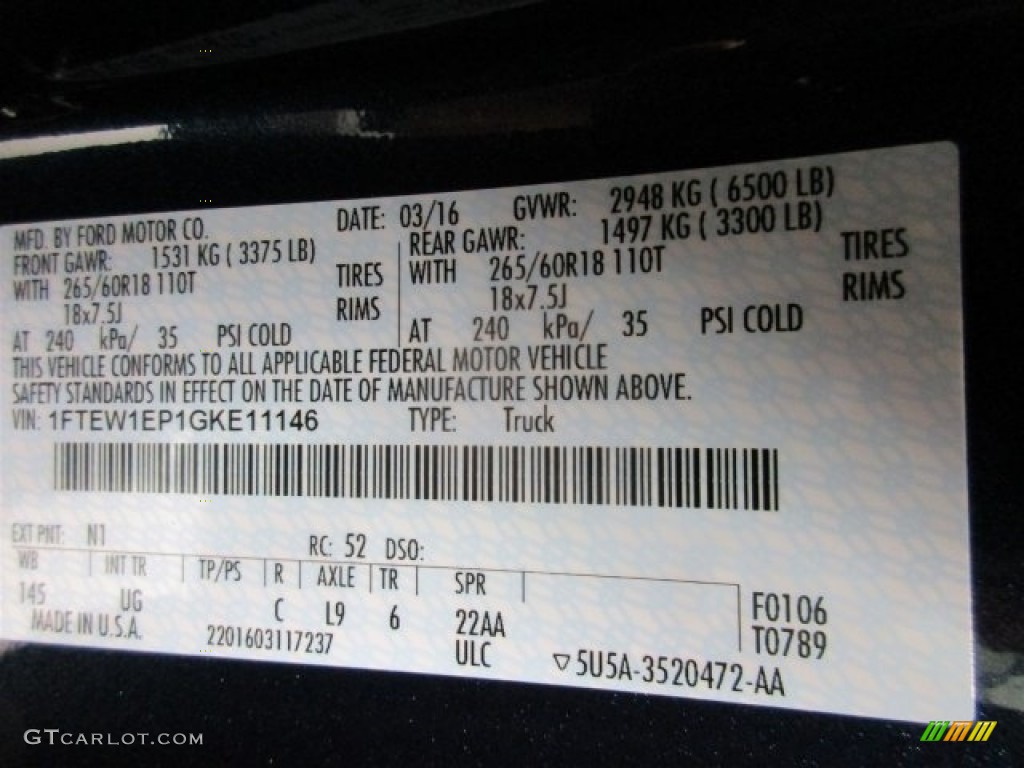 MFD. BY FORD MOTOR CO. DATE: 03/16 GVWR: 2948 KG ( 6500 LB)
FRONT GAWR: 1531 KG ( 3375 LB) REAR GAWR: 1497 KG ( 3300 LB)
WITH 265/60R18 110T TIRES WITH 265/60R18 110T TIRES
18x7.5J RIMS 18x7.5J RIMS
AT 240 kPa/ 35 PSI COLD AT 240 kPa/ 35 PSI COLD
THIS VEHICLE CONFORMS TO ALL APPLICABLE FEDERAL MOTOR VEHICLE
SAFETY STANDARDS IN EFFECT ON THE DATE OF MANUFACTURE SHOWN ABOVE.
VIN: 1FTEW1EP1GKE11146 TYPE: Truck
EXT PNT: N1 RC: 52 DSO:
WB INT TR TP/PS R AXLE TR SPR
145 UG C L9 6 22AA F0106
MADE IN U.S.A. 2201603117237 ULC T0789
▽5U5A-3520472-AA
GTCARLOT.COM